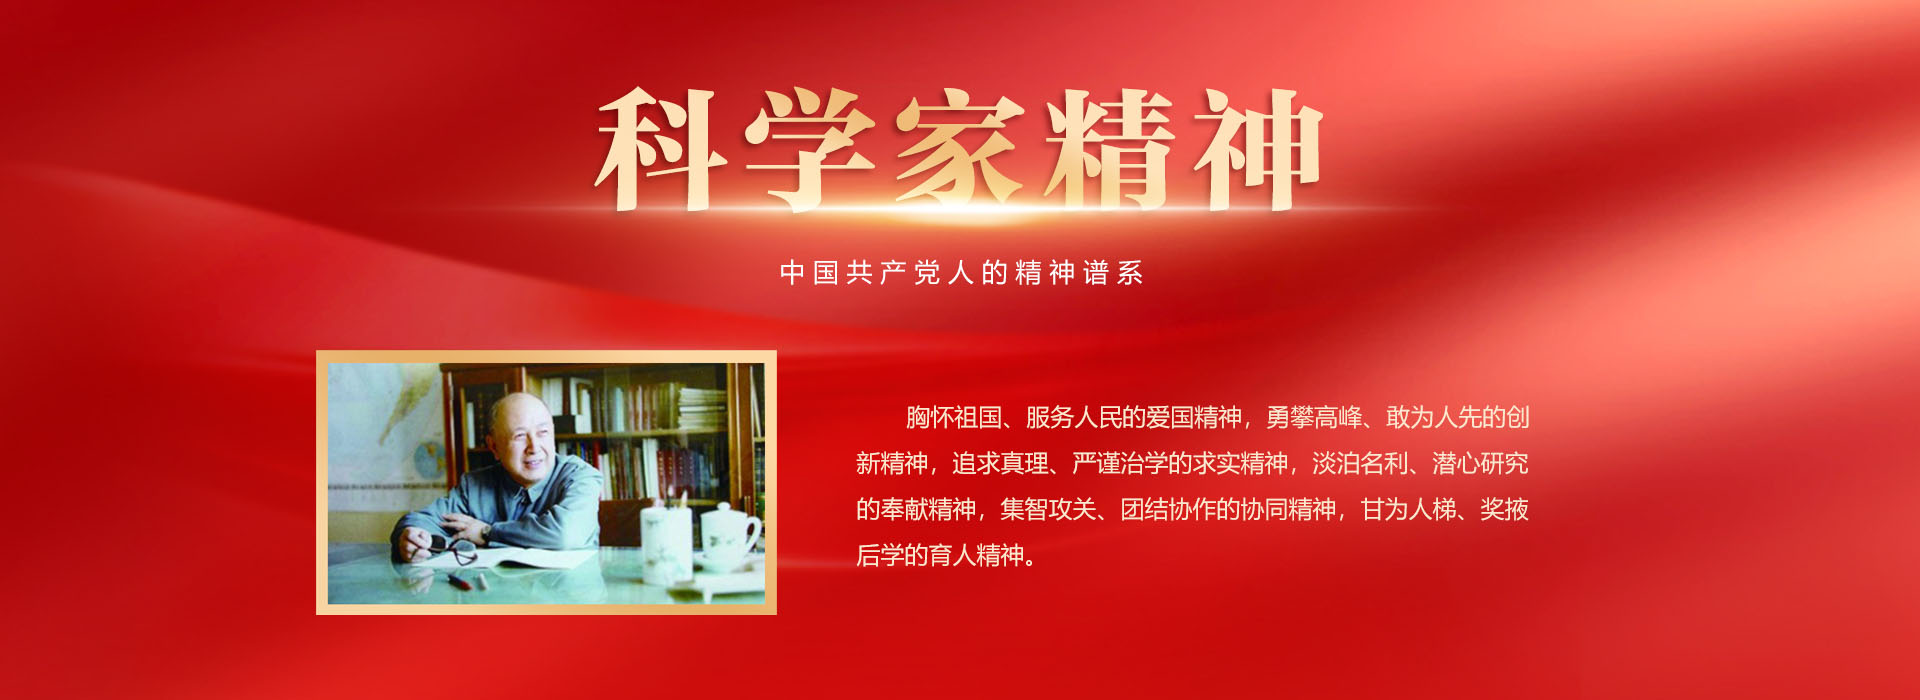 科学家精神
中国共产党人的精神谱系
胸怀祖国、服务人民的爱国精神，勇攀高峰、敢为人先的创
新精神，追求真理、严谨治学的求实精神，淡泊名利、潜心研究
的奉献精神，集智攻关、团结协作的协同精神，甘为人梯、奖掖
后学的育人精神。